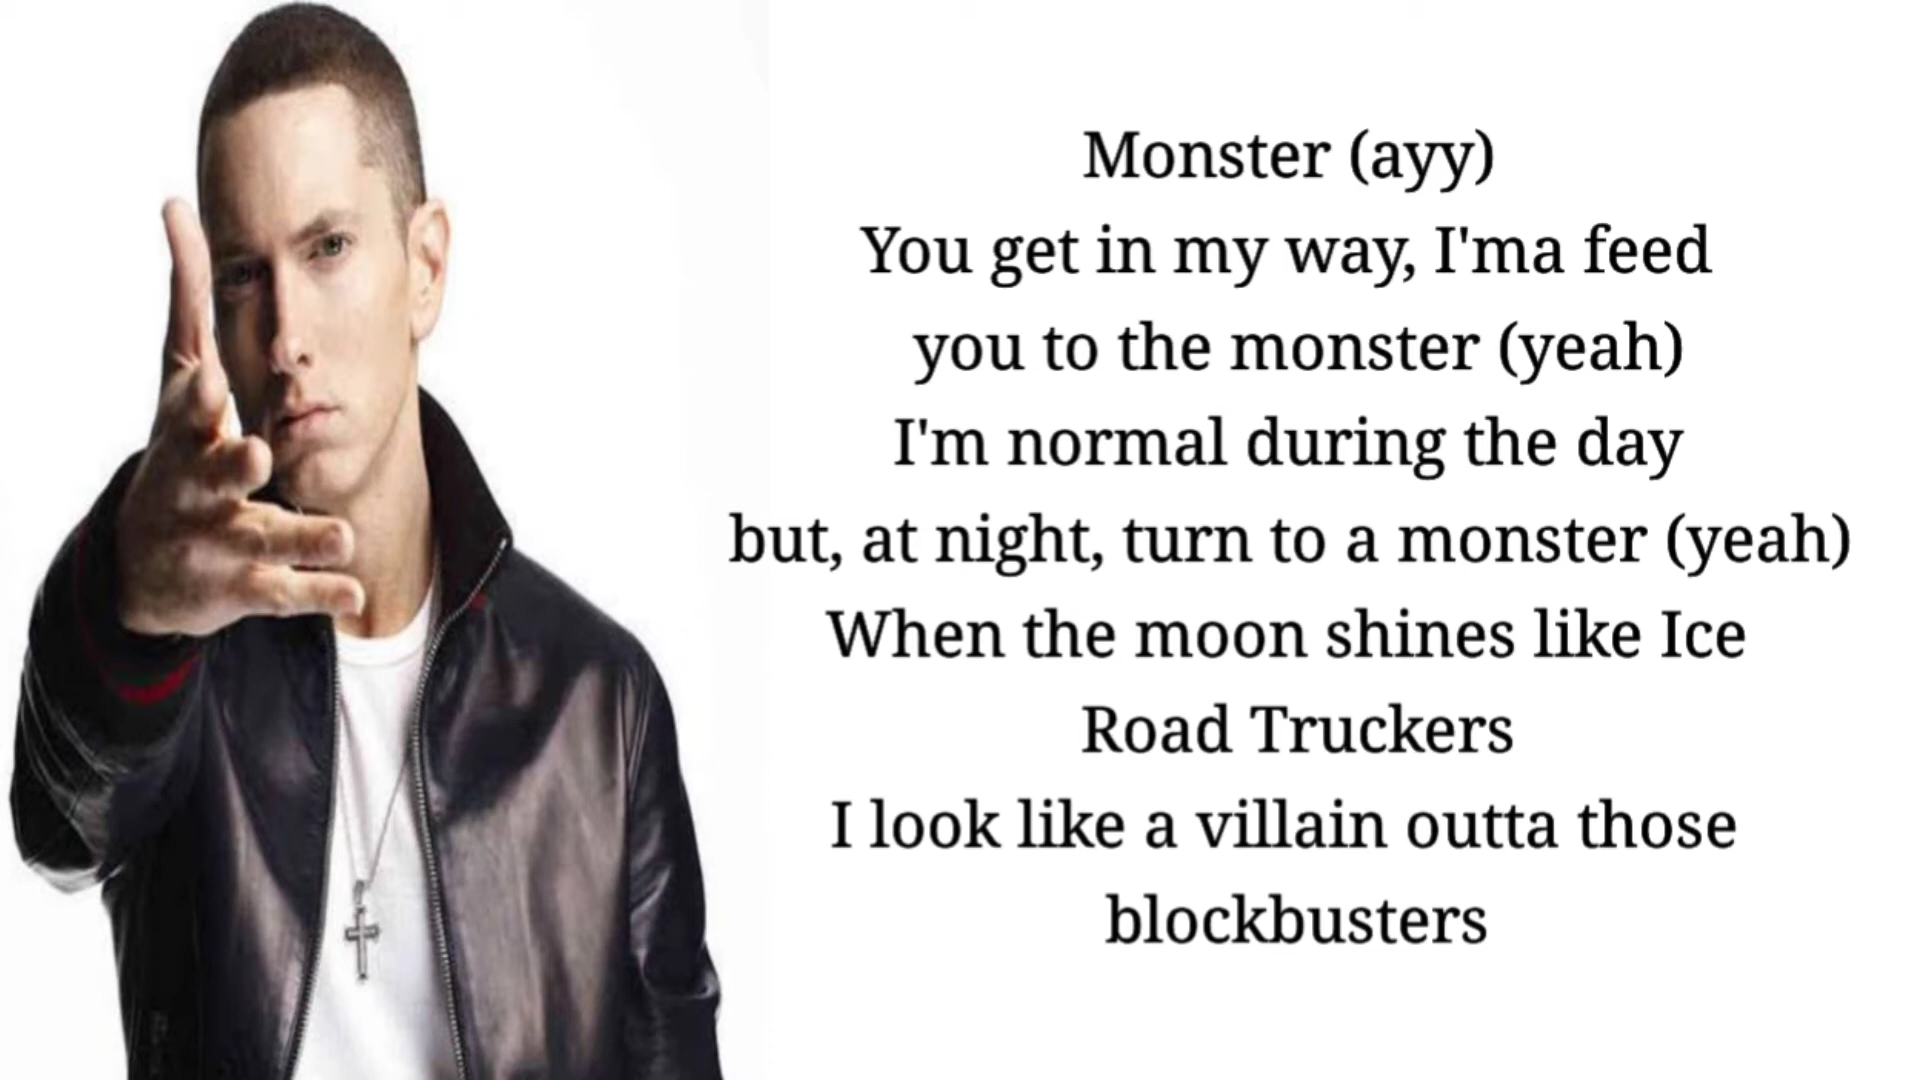 Monster (ayy)
You get in my way, I'ma feed
you to the monster (yeah)
I'm normal during the day
but, at night, turn to a monster (yeah)
When the moon shines like Ice
Road Truckers
I look like a villain outta those
blockbusters